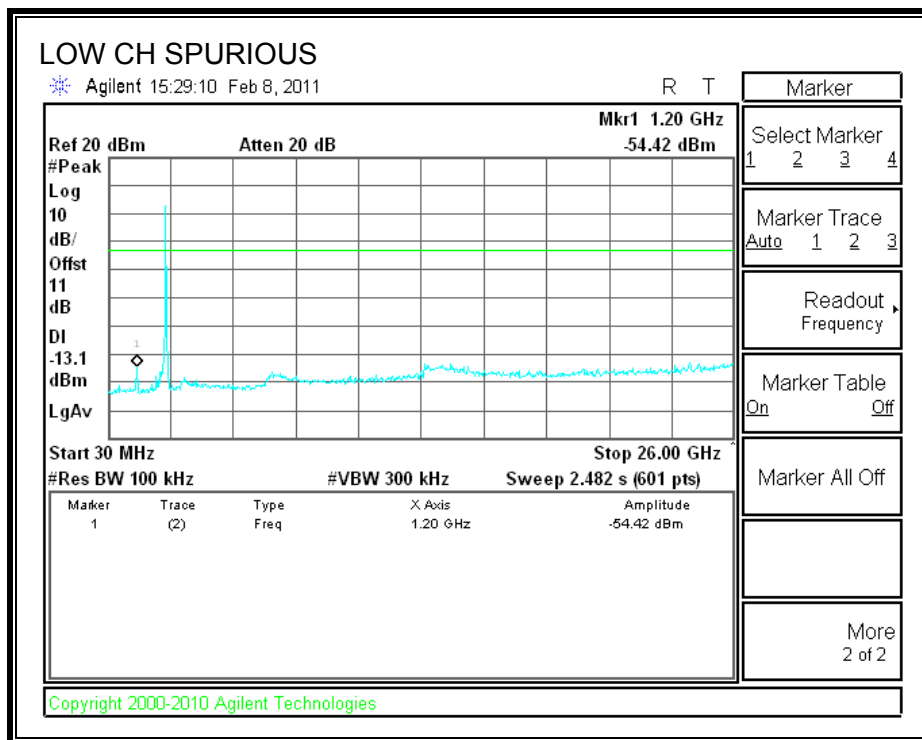 LOW CH SPURIOUS
Agilent 15:29:10 Feb 8, 2011 R T
Mkr1 1.20 GHz
Ref 20 dBm Atten 20 dB -54.42 dBm
#Peak
Log
10
dB/
Offst
11
dB
DI
-13.1
dBm
LgAv
1
Start 30 MHz Stop 26.00 GHz
#Res BW 100 kHz #VBW 300 kHz Sweep 2.482 s (601 pts)
Marker Trace Type X Axis Amplitude
1 (2) Freq 1.20 GHz -54.42 dBm
Marker
Select Marker
1 2 3 4
Marker Trace
Auto 1 2 3
Readout
Frequency
Marker Table
On Off
Marker All Off
More
2 of 2
Copyright 2000-2010 Agilent Technologies